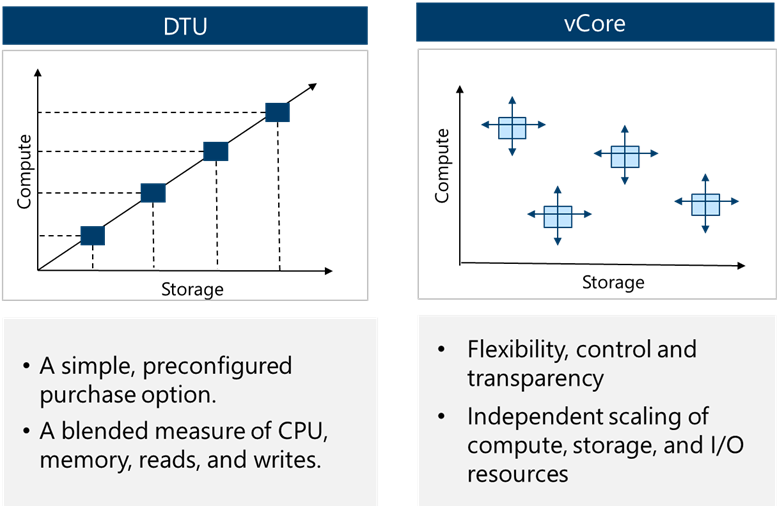 DTU
Compute
Storage
• A simple, preconfigured
purchase option.
• A blended measure of CPU,
memory, reads, and writes.
vCore
Compute
Storage
• Flexibility, control and
transparency
• Independent scaling of
compute, storage, and I/O
resources